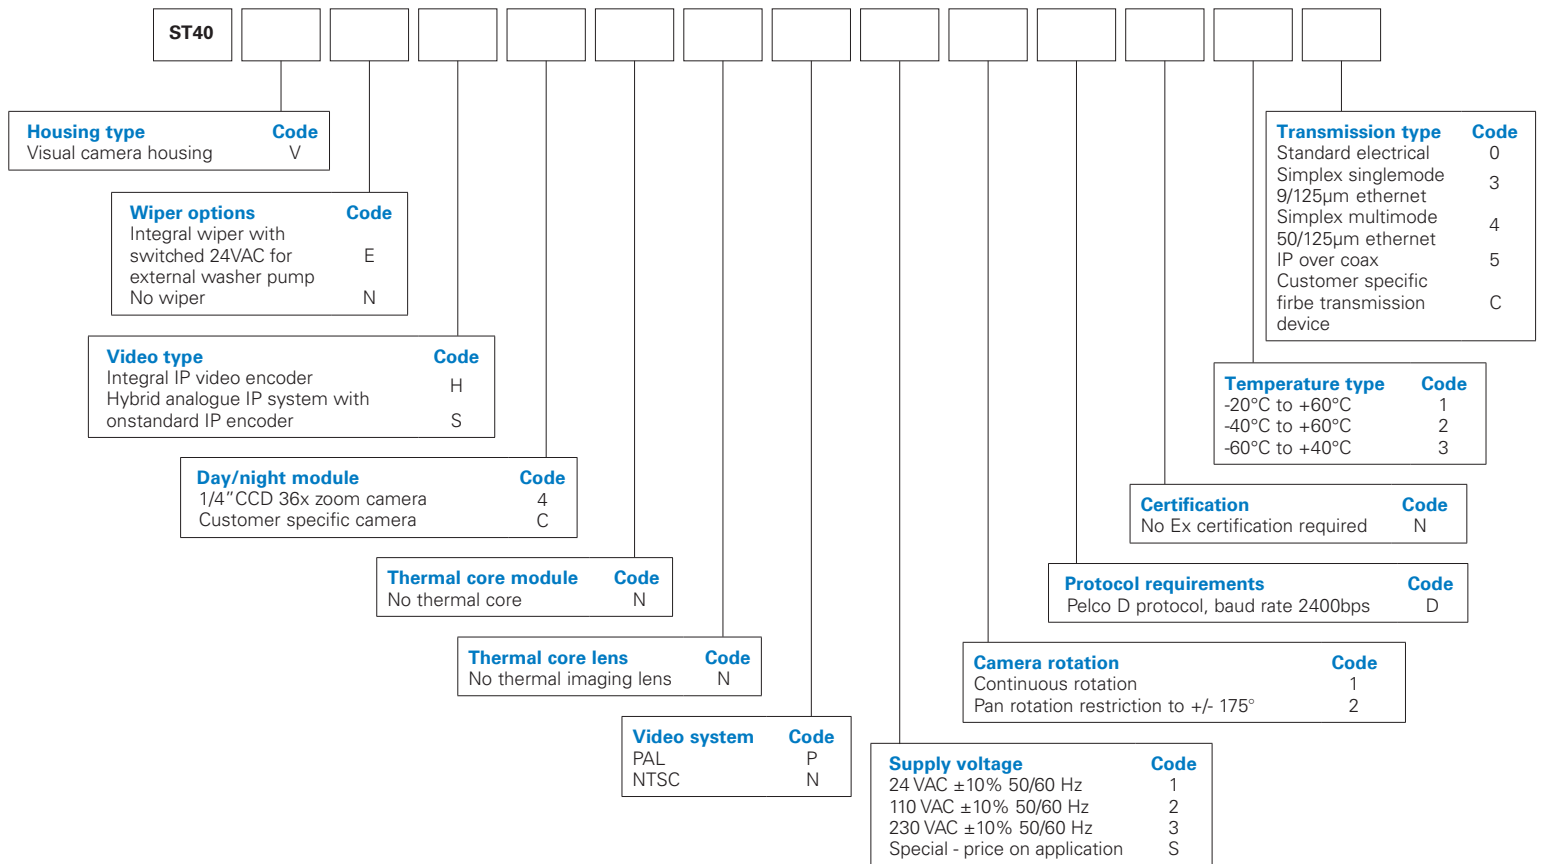 ST40
Housing type Code
Visual camera housing V
Wiper options Code
Integral wiper with
switched 24VAC for E
external washer pump
No wiper N
Video type Code
Integral IP video encoder H
Hybrid analogue IP system with
onstandard IP encoder S
Day/night module Code
1/4”CCD 36x zoom camera 4
Customer specific camera C
Thermal core module Code
No thermal core N
Thermal core lens Code
No thermal imaging lens N
Video system Code
PAL P
NTSC N
Supply voltage Code
24 VAC ±10% 50/60 Hz 1
110 VAC ±10% 50/60 Hz 2
230 VAC ±10% 50/60 Hz 3
Special - price on application S
Camera rotation Code
Continuous rotation 1
Pan rotation restriction to +/- 175° 2
Protocol requirements Code
Pelco D protocol, baud rate 2400bps D
Certification Code
No Ex certification required N
Temperature type Code
-20°C to +60°C 1
-40°C to +60°C 2
-60°C to +40°C 3
Transmission type Code
Standard electrical 0
Simplex singlemode 3
9/125µm ethernet
Simplex multimode 4
50/125µm ethernet
IP over coax 5
Customer specific
firbe transmission C
device